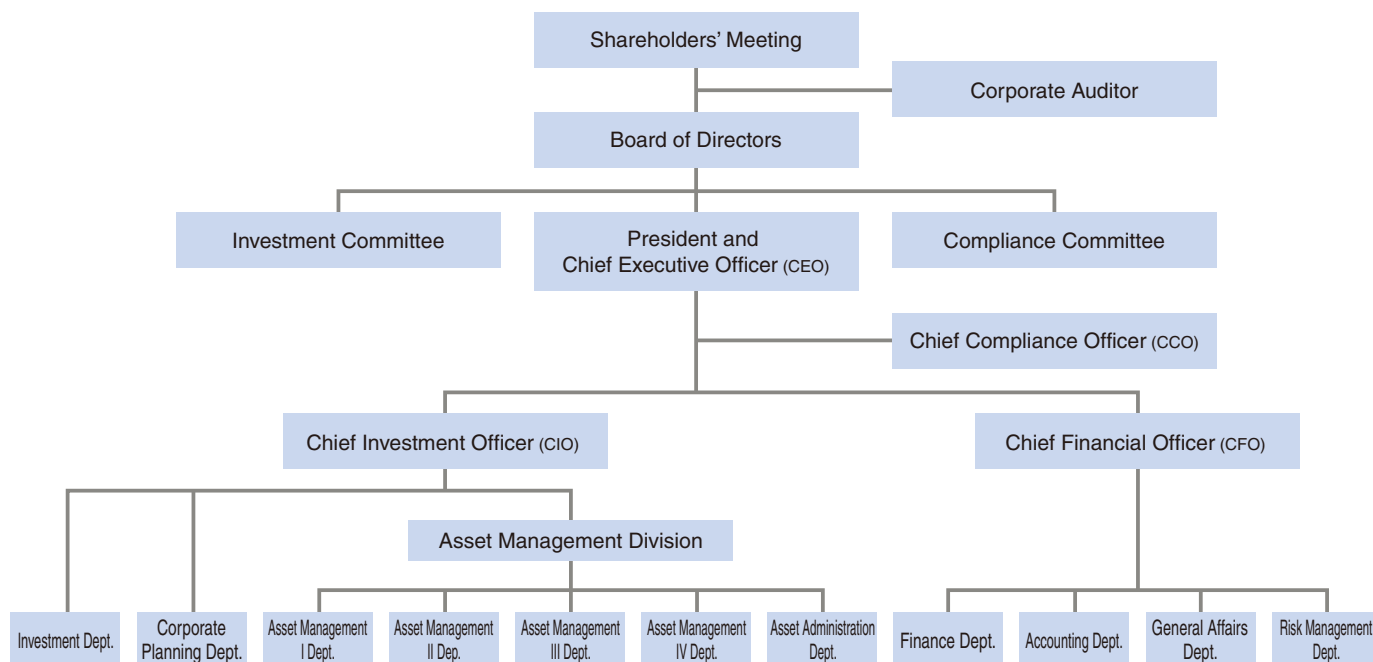 Shareholders’ Meeting
Corporate Auditor
Board of Directors
Investment Committee
President and
Chief Executive Officer (CEO)
Compliance Committee
Chief Compliance Officer (CCO)
Chief Investment Officer (CIO)
Chief Financial Officer (CFO)
Asset Management Division
Investment Dept.
Corporate
Planning Dept.
Asset Management
I Dept.
Asset Management
II Dep.
Asset Management
III Dept.
Asset Management
IV Dept.
Asset Administration
Dept.
Finance Dept.
Accounting Dept.
General Affairs
Dept.
Risk Management
Dept.